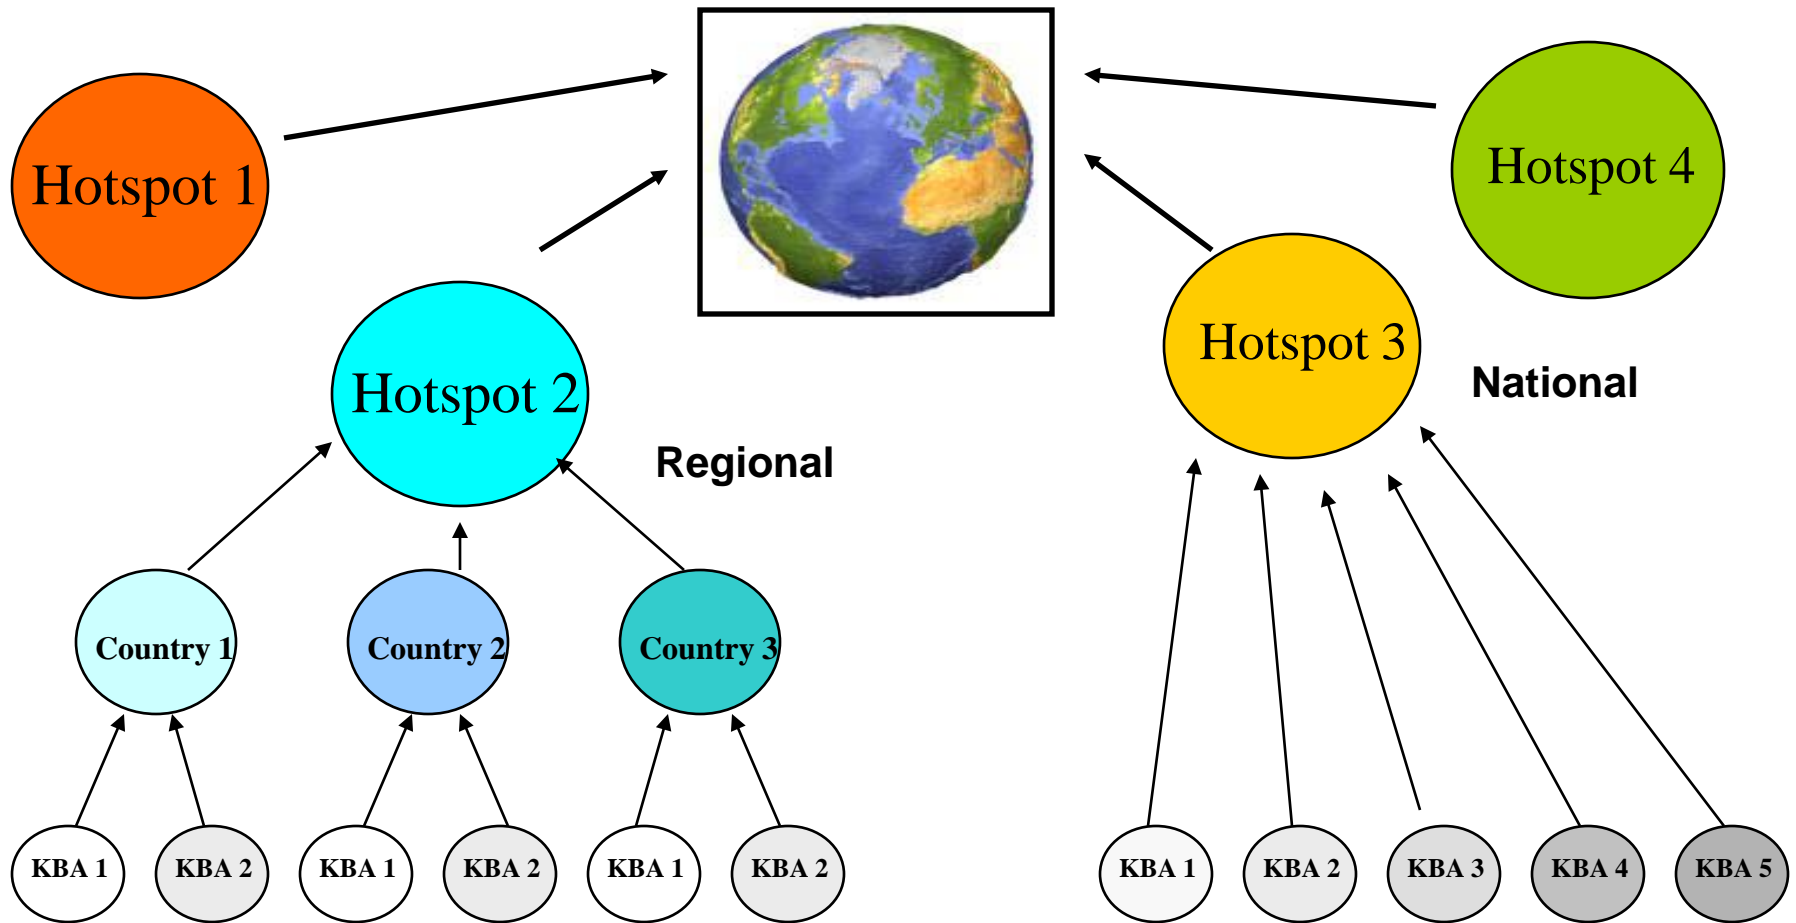 Hotspot 1
Hotspot 4
Hotspot 3
Hotspot 2
National
Regional
Country 1
Country 2
Country 3
KBA 1
KBA 2
KBA 1
KBA 2
KBA 1
KBA 2
KBA 1
KBA 2
KBA 3
KBA 4
KBA 5